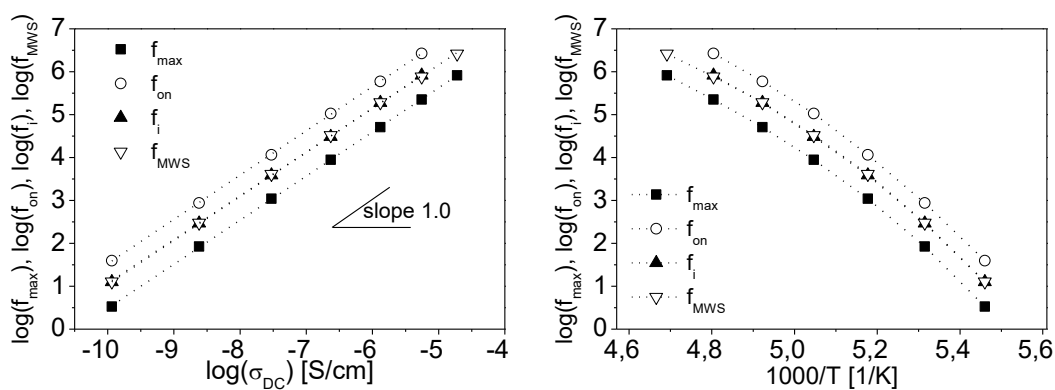 log(f_max), log(f_on), log(f_i), log(f_MWS)
7
6
5
4
3
2
1
0
f_max
f_on
f_i
f_MWS
slope 1.0
-10 -9 -8 -7 -6 -5 -4
log(σ_DC) [S/cm]
log(f_max), log(f_on), log(f_i), log(f_MWS)
7
6
5
4
3
2
1
0
f_max
f_on
f_i
f_MWS
4,6 4,8 5,0 5,2 5,4 5,6
1000/T [1/K]